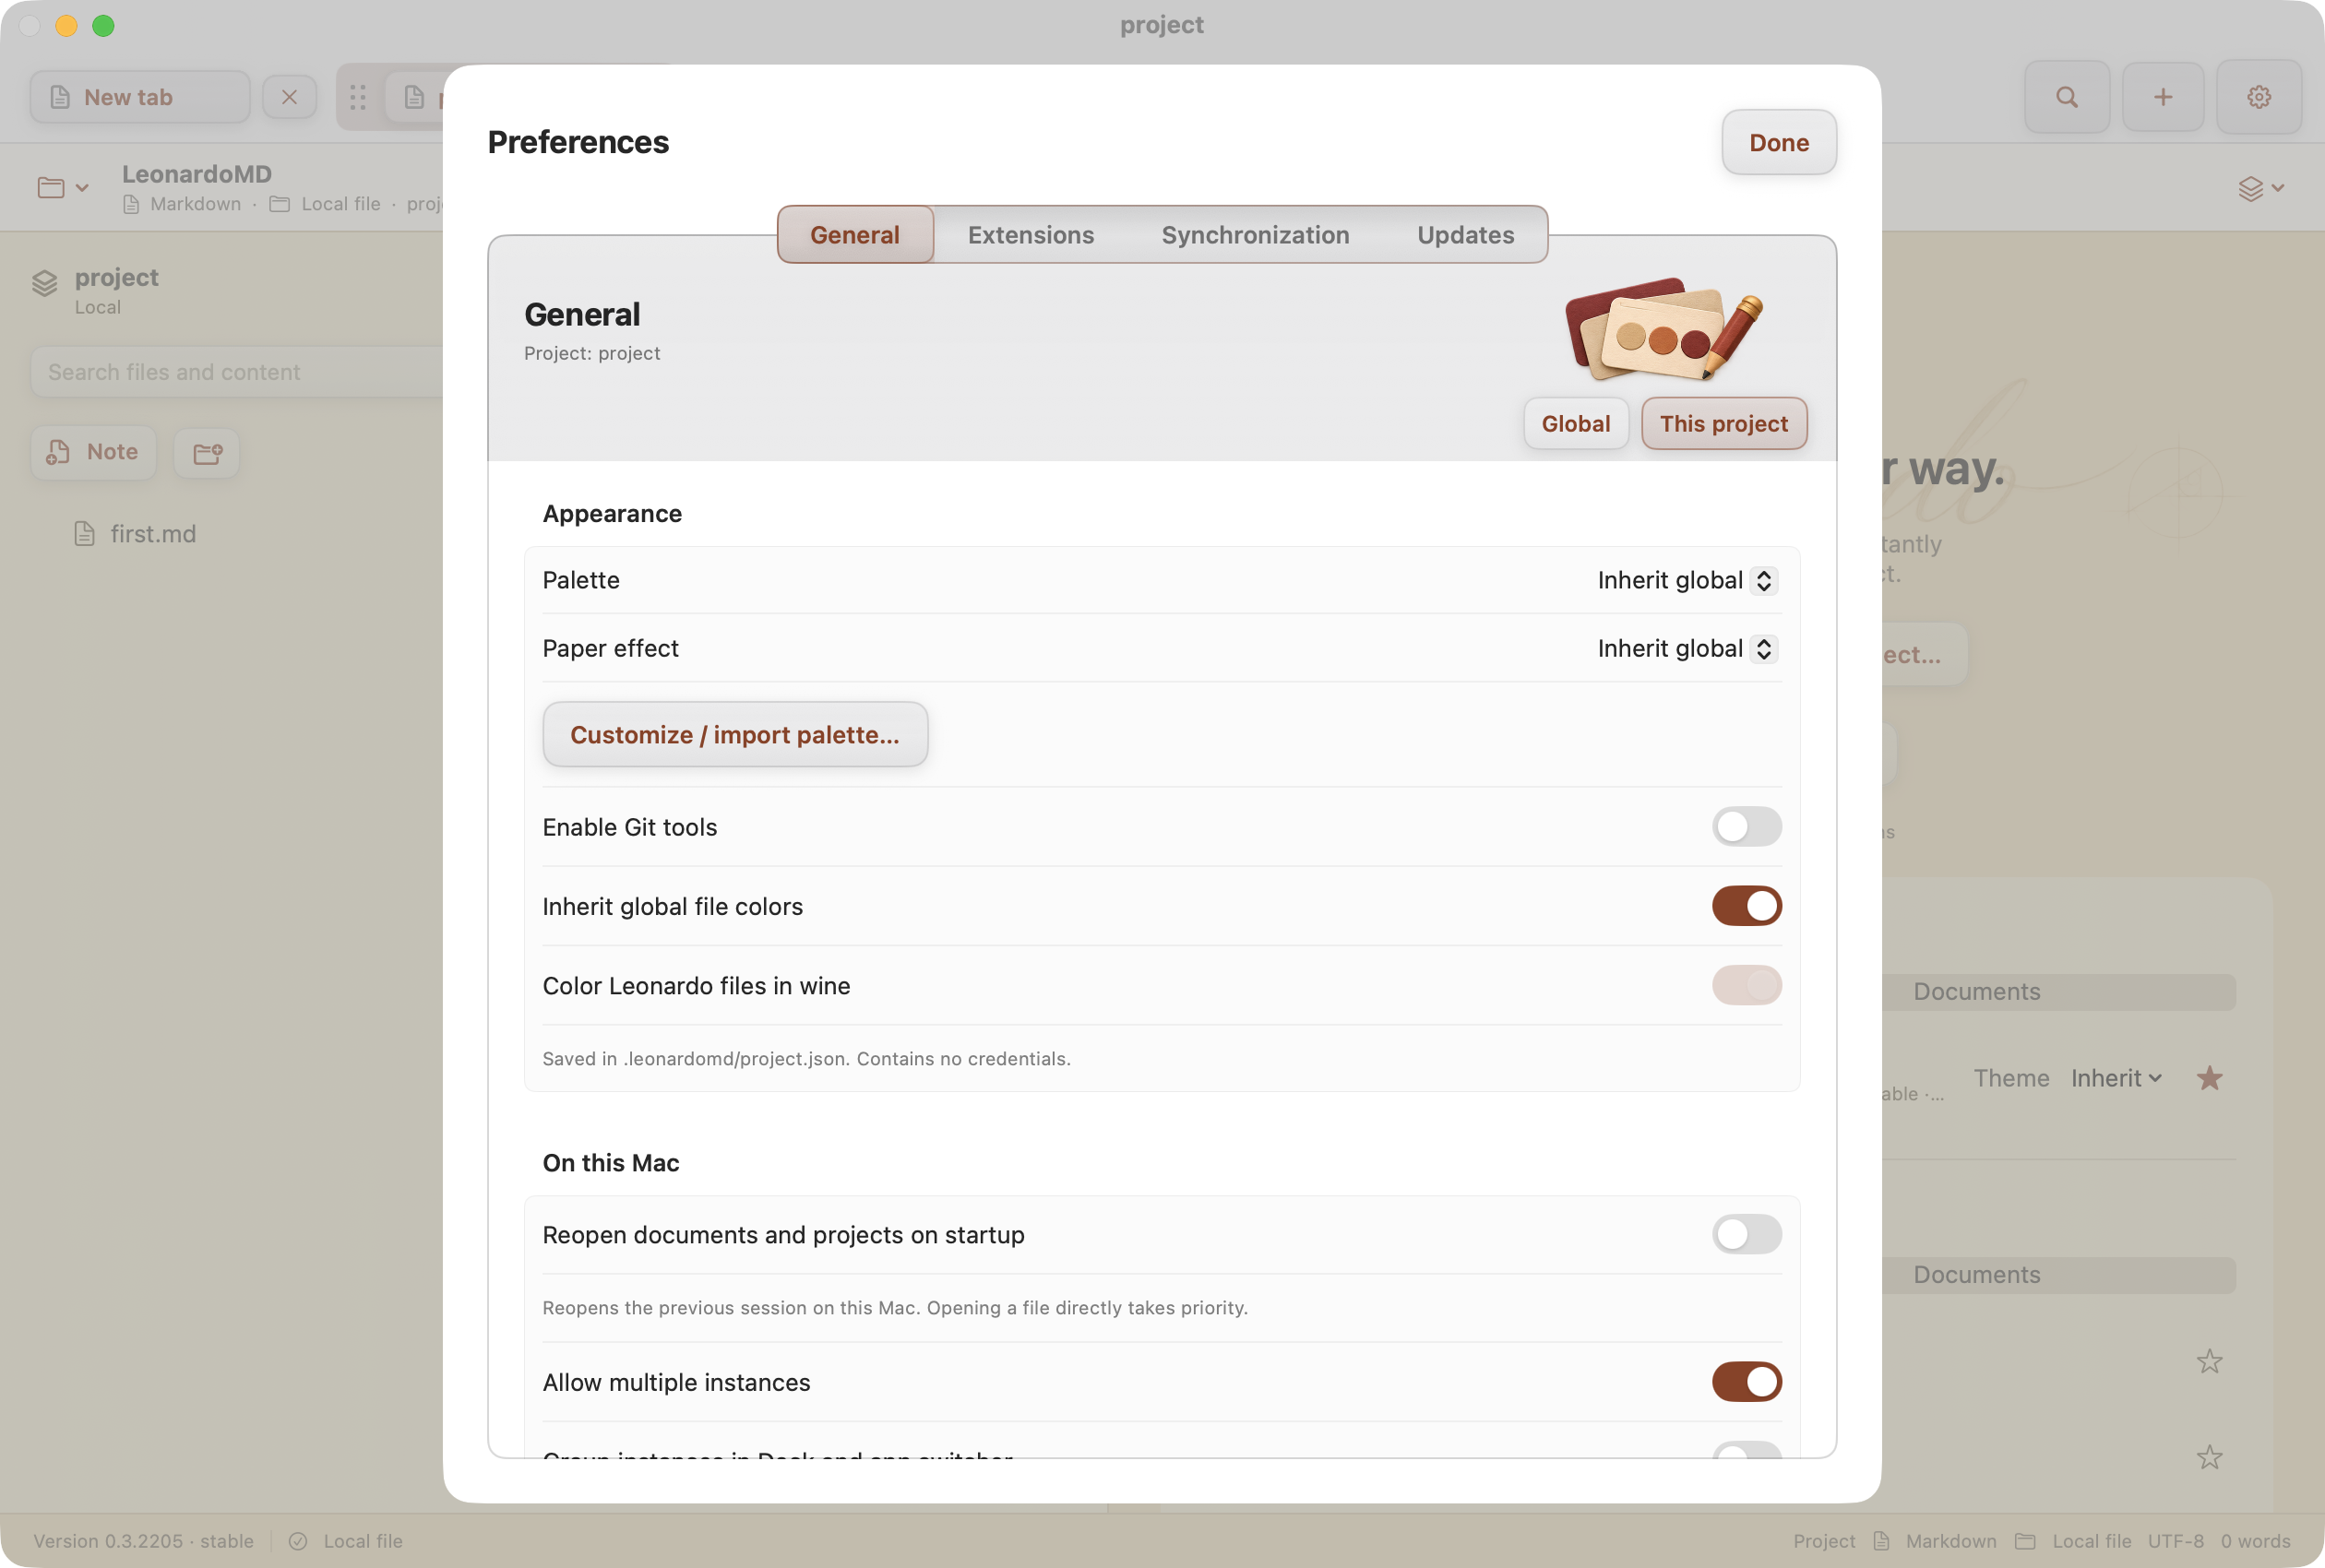 project
New tab
LeonardoMD
Markdown · Local file ·
project
Local
Search files and content
Note
first.md
Preferences
Done
General
Extensions
Synchronization
Updates
General
Project: project
Global
This project
Appearance
Palette
Inherit global
Paper effect
Inherit global
Customize / import palette...
Enable Git tools
Inherit global file colors
Color Leonardo files in wine
Saved in .leonardomd/project.json. Contains no credentials.
On this Mac
Reopen documents and projects on startup
Reopens the previous session on this Mac. Opening a file directly takes priority.
Allow multiple instances
way.
Documents
Theme
Inherit
Documents
Version 0.3.2205 · stable
Local file
Project
Markdown
Local file
UTF-8
0 words